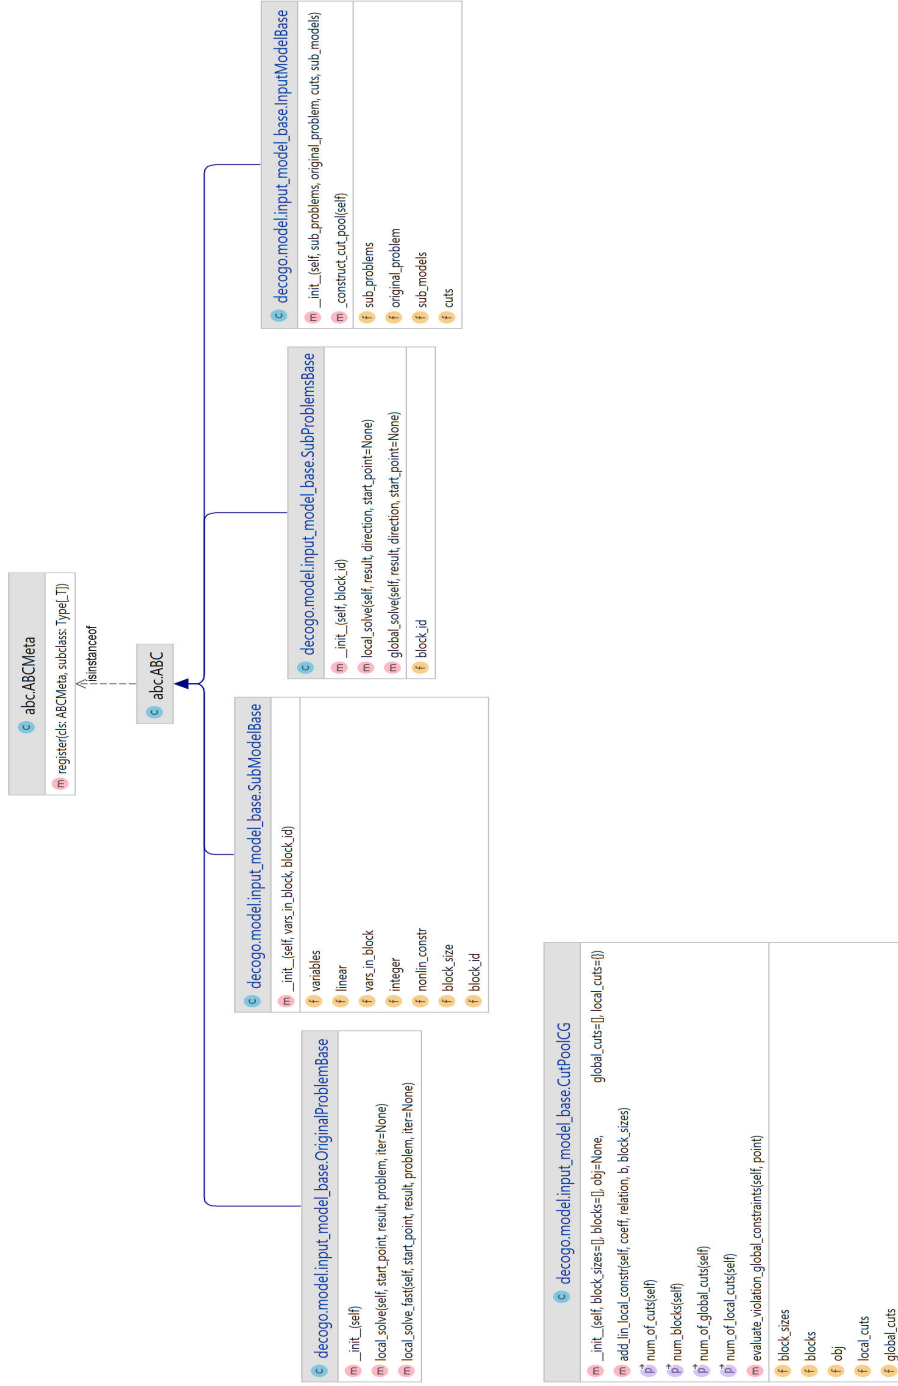 C abc.ABCMeta
m register(cls: ABCMeta, subclass: Type[_T])
isinstanceof
C abc.ABC
C decogo.model.input_model_base.OriginalProblemBase
m __init__(self)
m local_solve(self, start_point, result, problem, iter=None)
m local_solve_fast(self, start_point, result, problem, iter=None)
C decogo.model.input_model_base.SubModelBase
m __init__(self, vars_in_block, block_id)
f variables
f linear
f vars_in_block
f integer
f nonlin_constr
f block_size
f block_id
C decogo.model.input_model_base.SubProblemsBase
m __init__(self, block_id)
m local_solve(self, result, direction, start_point=None)
m global_solve(self, result, direction, start_point=None)
f block_id
C decogo.model.input_model_base.InputModelBase
m __init__(self, sub_problems, original_problem, cuts, sub_models)
m _construct_cut_pool(self)
f sub_problems
f original_problem
f sub_models
f cuts
C decogo.model.input_model_base.CutPoolCG
m __init__(self, block_sizes=[], blocks=[], obj=None, global_cuts=[], local_cuts={})
m add_lin_local_constr(self, coeff, relation, b, block_sizes)
p num_of_cuts(self)
p num_blocks(self)
p num_of_global_cuts(self)
p num_of_local_cuts(self)
m evaluate_violation_global_constraints(self, point)
f block_sizes
f blocks
f obj
f local_cuts
f global_cuts